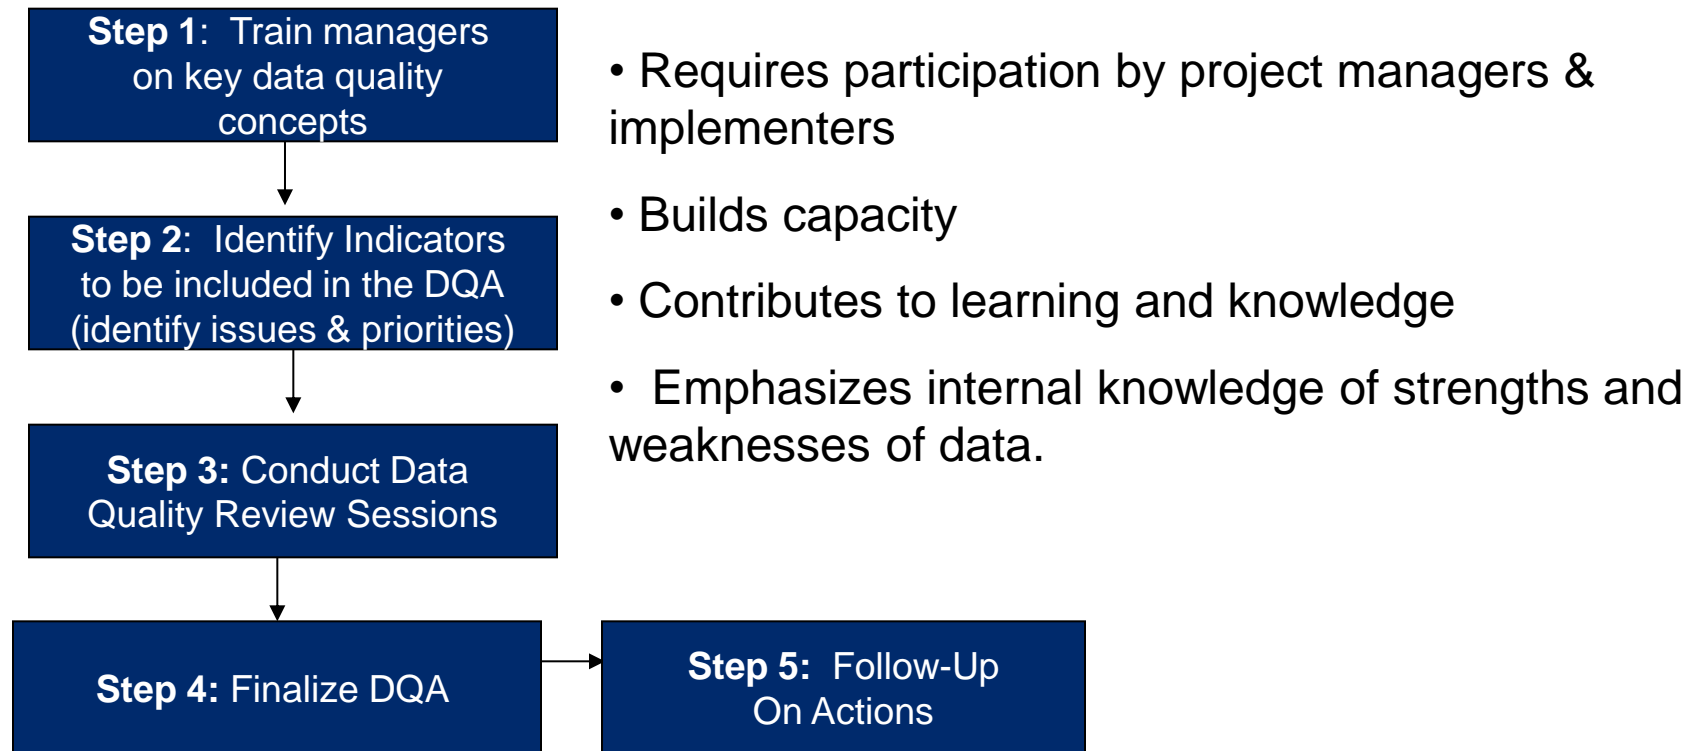 Step 1: Train managers
on key data quality
concepts
Step 2: Identify Indicators
to be included in the DQA
(identify issues & priorities)
Step 3: Conduct Data
Quality Review Sessions
Step 4: Finalize DQA
Step 5: Follow-Up
On Actions
• Requires participation by project managers &
implementers
• Builds capacity
• Contributes to learning and knowledge
• Emphasizes internal knowledge of strengths and
weaknesses of data.